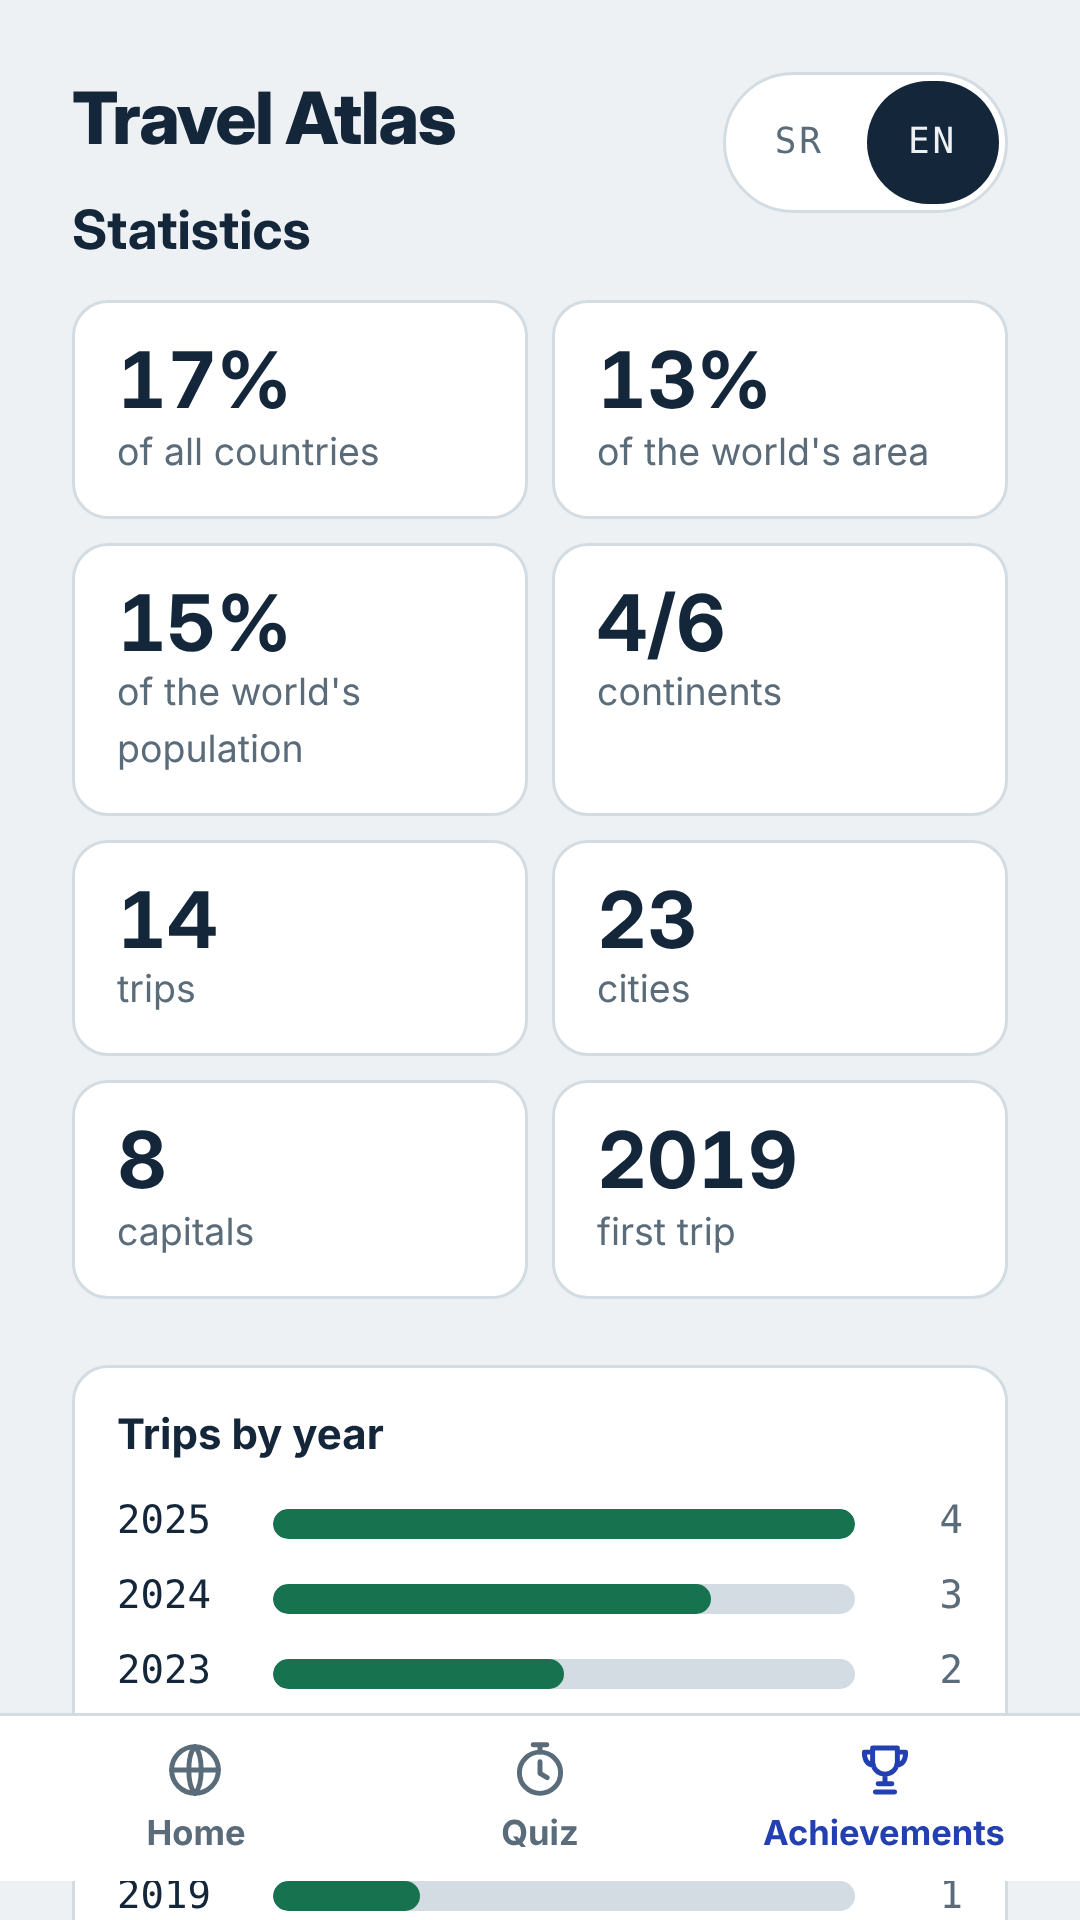 Travel Atlas
SR
EN
Statistics
17%
of all countries
13%
of the world's area
15%
of the world's
population
4/6
continents
14
trips
23
cities
8
capitals
2019
first trip
Trips by year
2025 4
2024 3
2023 2
Home
Quiz
Achievements
2019 1